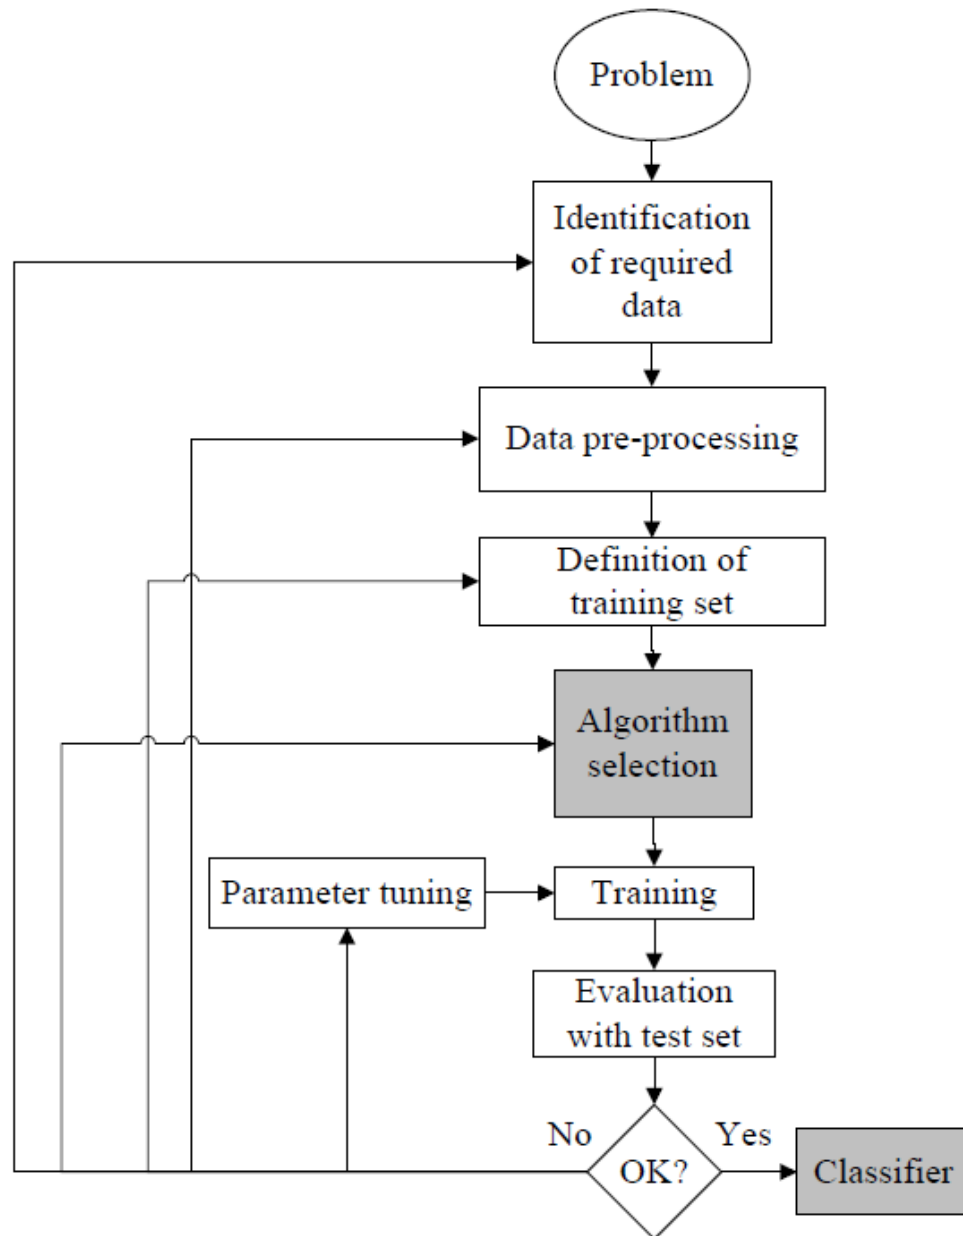 Problem
Identification
of required
data
Data pre-processing
Definition of
training set
Algorithm
selection
Parameter tuning
Training
Evaluation
with test set
No
Yes
OK?
Classifier